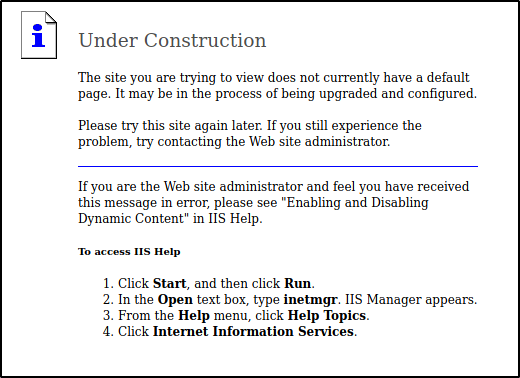 Under Construction
The site you are trying to view does not currently have a default
page. It may be in the process of being upgraded and configured.
Please try this site again later. If you still experience the
problem, try contacting the Web site administrator.
If you are the Web site administrator and feel you have received
this message in error, please see "Enabling and Disabling
Dynamic Content" in IIS Help.
To access IIS Help
1. Click Start, and then click Run.
2. In the Open text box, type inetmgr. IIS Manager appears.
3. From the Help menu, click Help Topics.
4. Click Internet Information Services.